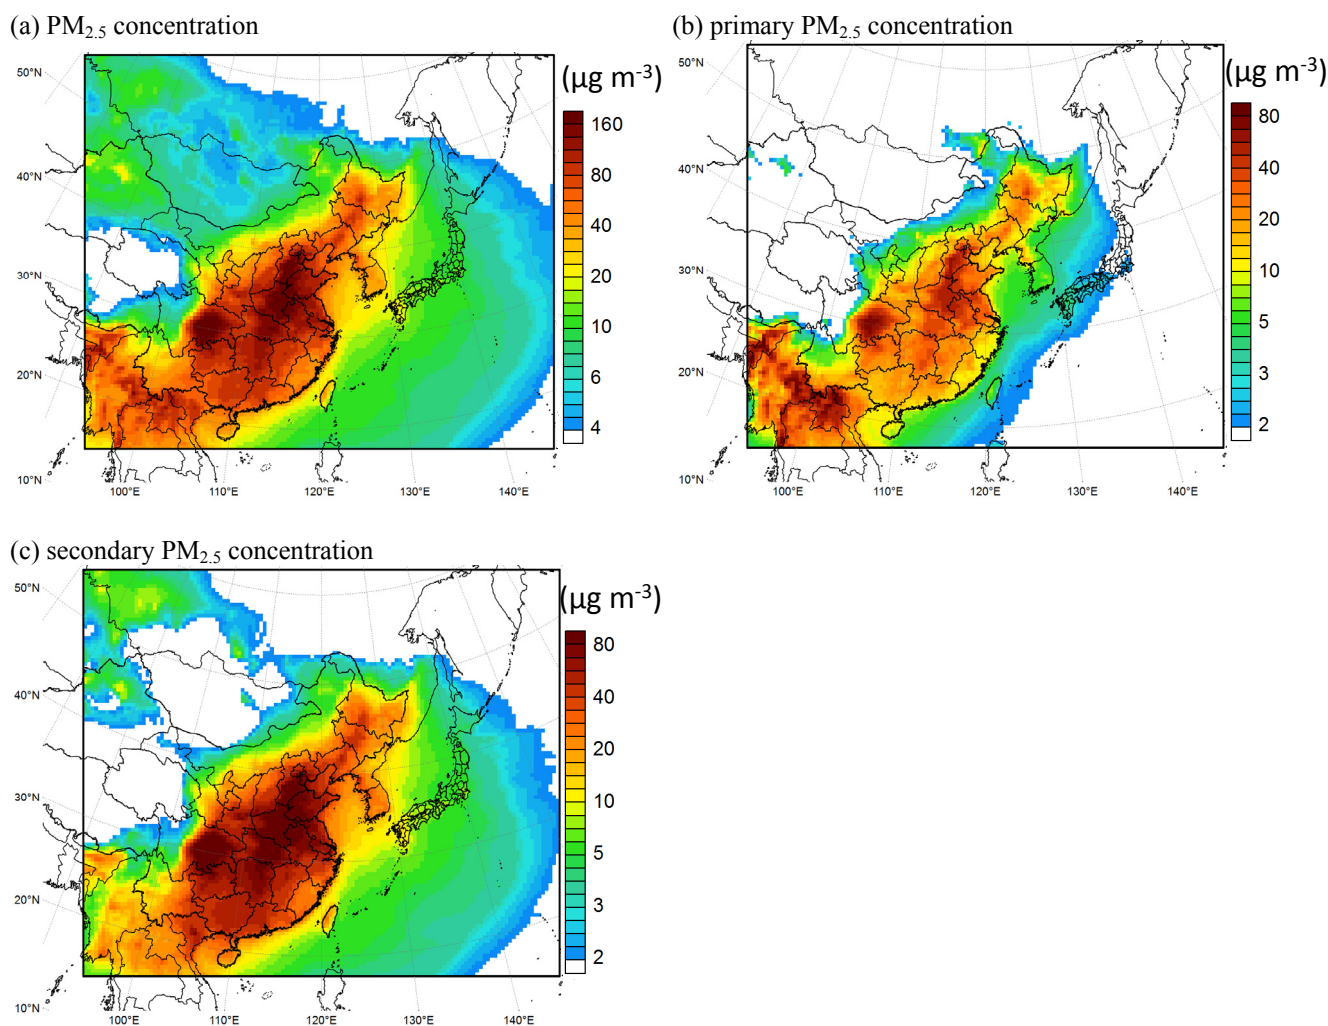 (a) PM2.5 concentration
(μg m-3)
50°N
40°N
30°N
20°N
10°N
100°E 110°E 120°E 130°E 140°E
160
80
40
20
10
6
4
(b) primary PM2.5 concentration
(μg m-3)
50°N
40°N
30°N
20°N
10°N
100°E 110°E 120°E 130°E 140°E
80
40
20
10
5
3
2
(c) secondary PM2.5 concentration
(μg m-3)
50°N
40°N
30°N
20°N
10°N
100°E 110°E 120°E 130°E 140°E
80
40
20
10
5
3
2